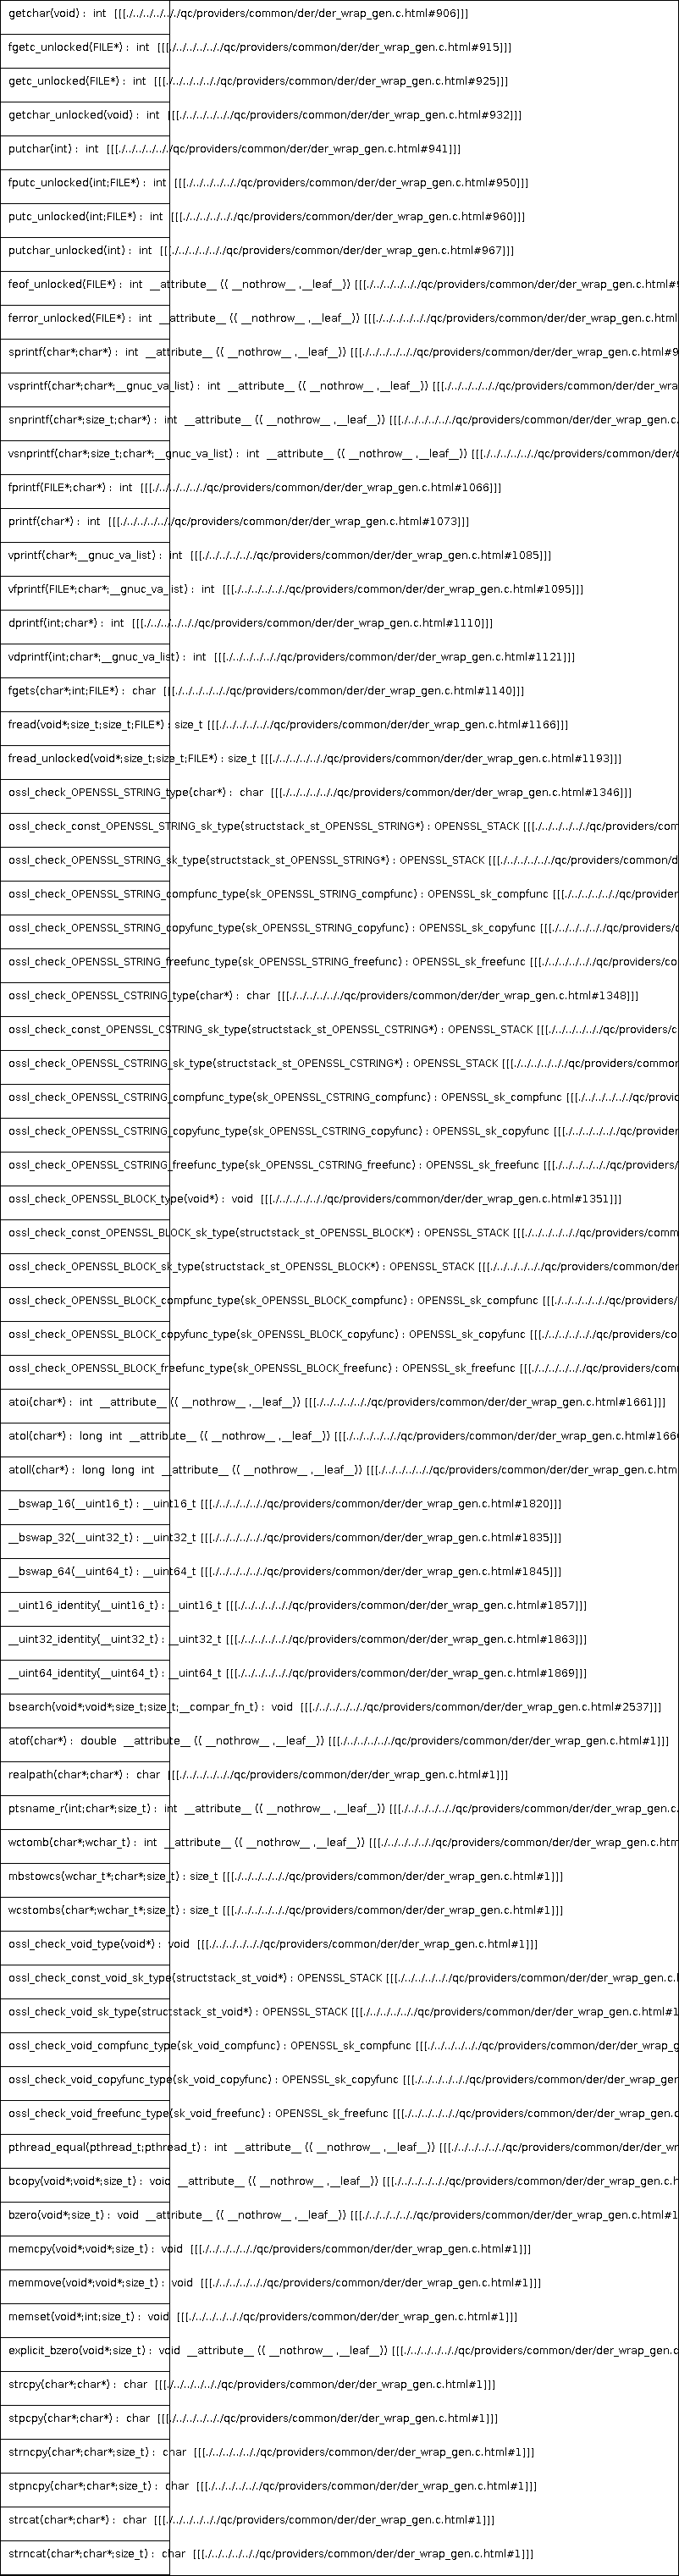 getchar(void) : int [[[./../../../../../qc/providers/common/der/der_wrap_gen.c.html#906]]]
fgetc_unlocked(FILE*) : int [[[./../../../../../qc/providers/common/der/der_wrap_gen.c.html#915]]]
getc_unlocked(FILE*) : int [[[./../../../../../qc/providers/common/der/der_wrap_gen.c.html#925]]]
getchar_unlocked(void) : int [[[./../../../../../qc/providers/common/der/der_wrap_gen.c.html#932]]]
putchar(int) : int [[[./../../../../../qc/providers/common/der/der_wrap_gen.c.html#941]]]
fputc_unlocked(int;FILE*) : int [[[./../../../../../qc/providers/common/der/der_wrap_gen.c.html#950]]]
putc_unlocked(int;FILE*) : int [[[./../../../../../qc/providers/common/der/der_wrap_gen.c.html#960]]]
putchar_unlocked(int) : int [[[./../../../../../qc/providers/common/der/der_wrap_gen.c.html#967]]]
feof_unlocked(FILE*) : int __attribute__ (( __nothrow__ ,__leaf__)) [[[./../../../../../qc/providers/common/der/der_wrap_gen.c.html#
ferror_unlocked(FILE*) : int __attribute__ (( __nothrow__ ,__leaf__)) [[[./../../../../../qc/providers/common/der/der_wrap_gen.c.html
sprintf(char*;char*) : int __attribute__ (( __nothrow__ ,__leaf__)) [[[./../../../../../qc/providers/common/der/der_wrap_gen.c.html#9
vsprintf(char*;char*;__gnuc_va_list) : int __attribute__ (( __nothrow__ ,__leaf__)) [[[./../../../../../qc/providers/common/der/der_wra
snprintf(char*;size_t;char*) : int __attribute__ (( __nothrow__ ,__leaf__)) [[[./../../../../../qc/providers/common/der/der_wrap_gen.c.
vsnprintf(char*;size_t;char*;__gnuc_va_list) : int __attribute__ (( __nothrow__ ,__leaf__)) [[[./../../../../../qc/providers/common/der/
fprintf(FILE*;char*) : int [[[./../../../../../qc/providers/common/der/der_wrap_gen.c.html#1066]]]
printf(char*) : int [[[./../../../../../qc/providers/common/der/der_wrap_gen.c.html#1073]]]
vprintf(char*;__gnuc_va_list) : int [[[./../../../../../qc/providers/common/der/der_wrap_gen.c.html#1085]]]
vfprintf(FILE*;char*;__gnuc_va_list) : int [[[./../../../../../qc/providers/common/der/der_wrap_gen.c.html#1095]]]
dprintf(int;char*) : int [[[./../../../../../qc/providers/common/der/der_wrap_gen.c.html#1110]]]
vdprintf(int;char*;__gnuc_va_list) : int [[[./../../../../../qc/providers/common/der/der_wrap_gen.c.html#1121]]]
fgets(char*;int;FILE*) : char [[[./../../../../../qc/providers/common/der/der_wrap_gen.c.html#1140]]]
fread(void*;size_t;size_t;FILE*) : size_t [[[./../../../../../qc/providers/common/der/der_wrap_gen.c.html#1166]]]
fread_unlocked(void*;size_t;size_t;FILE*) : size_t [[[./../../../../../qc/providers/common/der/der_wrap_gen.c.html#1193]]]
ossl_check_OPENSSL_STRING_type(char*) : char [[[./../../../../../qc/providers/common/der/der_wrap_gen.c.html#1346]]]
ossl_check_const_OPENSSL_STRING_sk_type(structstack_st_OPENSSL_STRING*) : OPENSSL_STACK [[[./../../../../../qc/providers/com
ossl_check_OPENSSL_STRING_sk_type(structstack_st_OPENSSL_STRING*) : OPENSSL_STACK [[[./../../../../../qc/providers/common/d
ossl_check_OPENSSL_STRING_compfunc_type(sk_OPENSSL_STRING_compfunc) : OPENSSL_sk_compfunc [[[./../../../../../qc/provider
ossl_check_OPENSSL_STRING_copyfunc_type(sk_OPENSSL_STRING_copyfunc) : OPENSSL_sk_copyfunc [[[./../../../../../qc/providers/c
ossl_check_OPENSSL_STRING_freefunc_type(sk_OPENSSL_STRING_freefunc) : OPENSSL_sk_freefunc [[[./../../../../../qc/providers/co
ossl_check_OPENSSL_CSTRING_type(char*) : char [[[./../../../../../qc/providers/common/der/der_wrap_gen.c.html#1348]]]
ossl_check_const_OPENSSL_CSTRING_sk_type(structstack_st_OPENSSL_CSTRING*) : OPENSSL_STACK [[[./../../../../../qc/providers/c
ossl_check_OPENSSL_CSTRING_sk_type(structstack_st_OPENSSL_CSTRING*) : OPENSSL_STACK [[[./../../../../../qc/providers/common
ossl_check_OPENSSL_CSTRING_compfunc_type(sk_OPENSSL_CSTRING_compfunc) : OPENSSL_sk_compfunc [[[./../../../../../qc/provid
ossl_check_OPENSSL_CSTRING_copyfunc_type(sk_OPENSSL_CSTRING_copyfunc) : OPENSSL_sk_copyfunc [[[./../../../../../qc/provider
ossl_check_OPENSSL_CSTRING_freefunc_type(sk_OPENSSL_CSTRING_freefunc) : OPENSSL_sk_freefunc [[[./../../../../../qc/providers/
ossl_check_OPENSSL_BLOCK_type(void*) : void [[[./../../../../../qc/providers/common/der/der_wrap_gen.c.html#1351]]]
ossl_check_const_OPENSSL_BLOCK_sk_type(structstack_st_OPENSSL_BLOCK*) : OPENSSL_STACK [[[./../../../../../qc/providers/comm
ossl_check_OPENSSL_BLOCK_sk_type(structstack_st_OPENSSL_BLOCK*) : OPENSSL_STACK [[[./../../../../../qc/providers/common/der
ossl_check_OPENSSL_BLOCK_compfunc_type(sk_OPENSSL_BLOCK_compfunc) : OPENSSL_sk_compfunc [[[./../../../../../qc/providers/
ossl_check_OPENSSL_BLOCK_copyfunc_type(sk_OPENSSL_BLOCK_copyfunc) : OPENSSL_sk_copyfunc [[[./../../../../../qc/providers/co
ossl_check_OPENSSL_BLOCK_freefunc_type(sk_OPENSSL_BLOCK_freefunc) : OPENSSL_sk_freefunc [[[./../../../../../qc/providers/com
atoi(char*) : int __attribute__ (( __nothrow__ ,__leaf__)) [[[./../../../../../qc/providers/common/der/der_wrap_gen.c.html#1661]]]
atol(char*) : long int __attribute__ (( __nothrow__ ,__leaf__)) [[[./../../../../../qc/providers/common/der/der_wrap_gen.c.html#166
atoll(char*) : long long int __attribute__ (( __nothrow__ ,__leaf__)) [[[./../../../../../qc/providers/common/der/der_wrap_gen.c.htm
__bswap_16(__uint16_t) : __uint16_t [[[./../../../../../qc/providers/common/der/der_wrap_gen.c.html#1820]]]
__bswap_32(__uint32_t) : __uint32_t [[[./../../../../../qc/providers/common/der/der_wrap_gen.c.html#1835]]]
__bswap_64(__uint64_t) : __uint64_t [[[./../../../../../qc/providers/common/der/der_wrap_gen.c.html#1845]]]
__uint16_identity(__uint16_t) : __uint16_t [[[./../../../../../qc/providers/common/der/der_wrap_gen.c.html#1857]]]
__uint32_identity(__uint32_t) : __uint32_t [[[./../../../../../qc/providers/common/der/der_wrap_gen.c.html#1863]]]
__uint64_identity(__uint64_t) : __uint64_t [[[./../../../../../qc/providers/common/der/der_wrap_gen.c.html#1869]]]
bsearch(void*;void*;size_t;size_t;__compar_fn_t) : void [[[./../../../../../qc/providers/common/der/der_wrap_gen.c.html#2537]]]
atof(char*) : double __attribute__ (( __nothrow__ ,__leaf__)) [[[./../../../../../qc/providers/common/der/der_wrap_gen.c.html#1]]]
realpath(char*;char*) : char [[[./../../../../../qc/providers/common/der/der_wrap_gen.c.html#1]]]
ptsname_r(int;char*;size_t) : int __attribute__ (( __nothrow__ ,__leaf__)) [[[./../../../../../qc/providers/common/der/der_wrap_gen.c.
wctomb(char*;wchar_t) : int __attribute__ (( __nothrow__ ,__leaf__)) [[[./../../../../../qc/providers/common/der/der_wrap_gen.c.htm
mbstowcs(wchar_t*;char*;size_t) : size_t [[[./../../../../../qc/providers/common/der/der_wrap_gen.c.html#1]]]
wcstombs(char*;wchar_t*;size_t) : size_t [[[./../../../../../qc/providers/common/der/der_wrap_gen.c.html#1]]]
ossl_check_void_type(void*) : void [[[./../../../../../qc/providers/common/der/der_wrap_gen.c.html#1]]]
ossl_check_const_void_sk_type(structstack_st_void*) : OPENSSL_STACK [[[./../../../../../qc/providers/common/der/der_wrap_gen.c.
ossl_check_void_sk_type(structstack_st_void*) : OPENSSL_STACK [[[./../../../../../qc/providers/common/der/der_wrap_gen.c.html#1
ossl_check_void_compfunc_type(sk_void_compfunc) : OPENSSL_sk_compfunc [[[./../../../../../qc/providers/common/der/der_wrap_g
ossl_check_void_copyfunc_type(sk_void_copyfunc) : OPENSSL_sk_copyfunc [[[./../../../../../qc/providers/common/der/der_wrap_gen
ossl_check_void_freefunc_type(sk_void_freefunc) : OPENSSL_sk_freefunc [[[./../../../../../qc/providers/common/der/der_wrap_gen.c
pthread_equal(pthread_t;pthread_t) : int __attribute__ (( __nothrow__ ,__leaf__)) [[[./../../../../../qc/providers/common/der/der_wr
bcopy(void*;void*;size_t) : void __attribute__ (( __nothrow__ ,__leaf__)) [[[./../../../../../qc/providers/common/der/der_wrap_gen.c.h
bzero(void*;size_t) : void __attribute__ (( __nothrow__ ,__leaf__)) [[[./../../../../../qc/providers/common/der/der_wrap_gen.c.html#1
memcpy(void*;void*;size_t) : void [[[./../../../../../qc/providers/common/der/der_wrap_gen.c.html#1]]]
memmove(void*;void*;size_t) : void [[[./../../../../../qc/providers/common/der/der_wrap_gen.c.html#1]]]
memset(void*;int;size_t) : void [[[./../../../../../qc/providers/common/der/der_wrap_gen.c.html#1]]]
explicit_bzero(void*;size_t) : void __attribute__ (( __nothrow__ ,__leaf__)) [[[./../../../../../qc/providers/common/der/der_wrap_gen.c
strcpy(char*;char*) : char [[[./../../../../../qc/providers/common/der/der_wrap_gen.c.html#1]]]
stpcpy(char*;char*) : char [[[./../../../../../qc/providers/common/der/der_wrap_gen.c.html#1]]]
strncpy(char*;char*;size_t) : char [[[./../../../../../qc/providers/common/der/der_wrap_gen.c.html#1]]]
stpncpy(char*;char*;size_t) : char [[[./../../../../../qc/providers/common/der/der_wrap_gen.c.html#1]]]
strcat(char*;char*) : char [[[./../../../../../qc/providers/common/der/der_wrap_gen.c.html#1]]]
strncat(char*;char*;size_t) : char [[[./../../../../../qc/providers/common/der/der_wrap_gen.c.html#1]]]